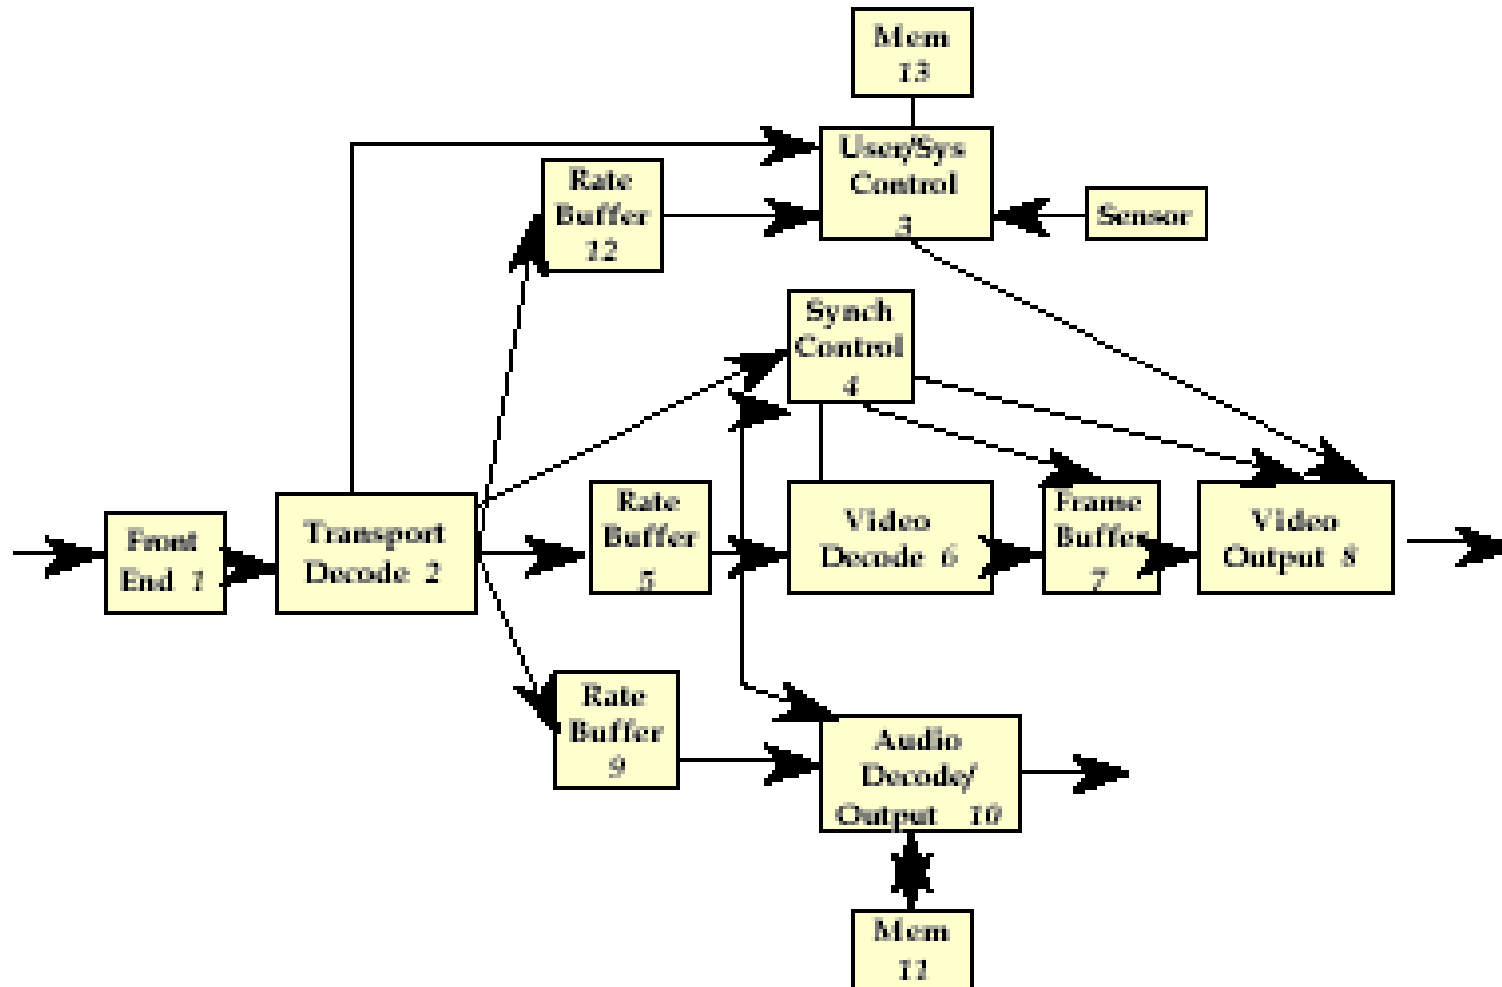 Mem
13
User/Sys
Control
3
Rate
Buffer
12
Sensor
Synch
Control
4
Front
End 1
Transport
Decode 2
Rate
Buffer
5
Video
Decode 6
Frame
Buffer
7
Video
Output 8
Rate
Buffer
9
Audio
Decode/
Output 10
Mem
11